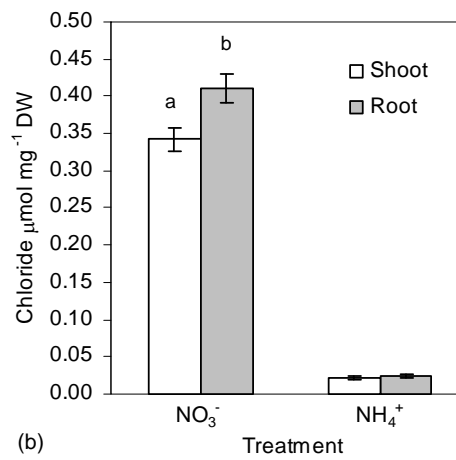 0.50
0.45
0.40
0.35
0.30
0.25
0.20
0.15
0.10
0.05
0.00
Chloride μmol mg⁻¹ DW
a
b
Shoot
Root
NO₃⁻
NH₄⁺
(b)
Treatment